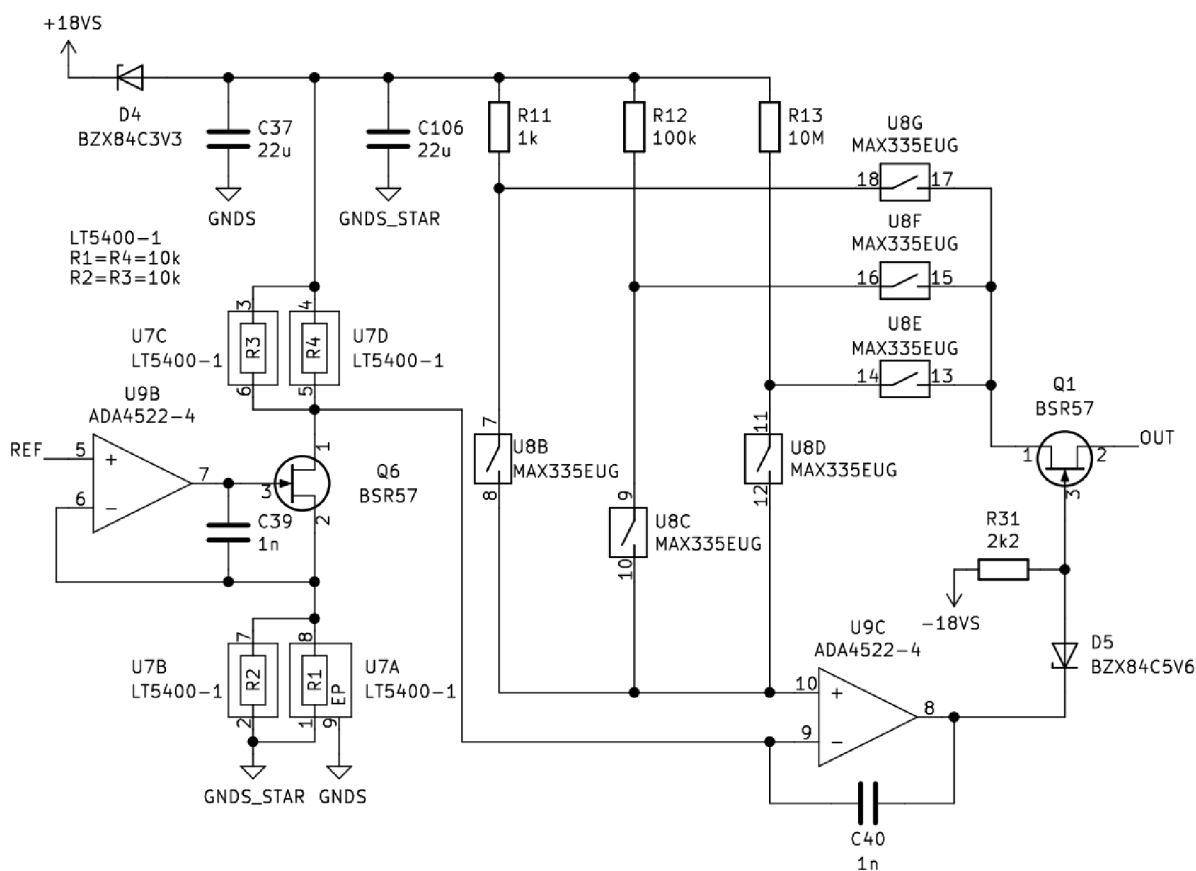 +18VS
D4
BZX84C3V3
C37
22u
GNDS
C106
22u
GNDS_STAR
R11
1k
R12
100k
R13
10M
U8G
MAX335EUG
18
17
U8F
MAX335EUG
16
15
U8E
MAX335EUG
14
13
LT5400-1
R1=R4=10k
R2=R3=10k
3
4
U7C
LT5400-1
R3
R4
U7D
LT5400-1
6
5
U9B
ADA4522-4
REF
5
+
6
-
7
1
3
2
Q6
BSR57
C39
1n
7
U8B
MAX335EUG
8
9
U8C
MAX335EUG
10
11
U8D
MAX335EUG
12
Q1
BSR57
1
2
3
OUT
R31
2k2
-18VS
D5
BZX84C5V6
7
8
U7B
LT5400-1
R2
R1
EP
U7A
LT5400-1
2
1
9
GNDS_STAR
GNDS
U9C
ADA4522-4
10
+
9
-
8
C40
1n